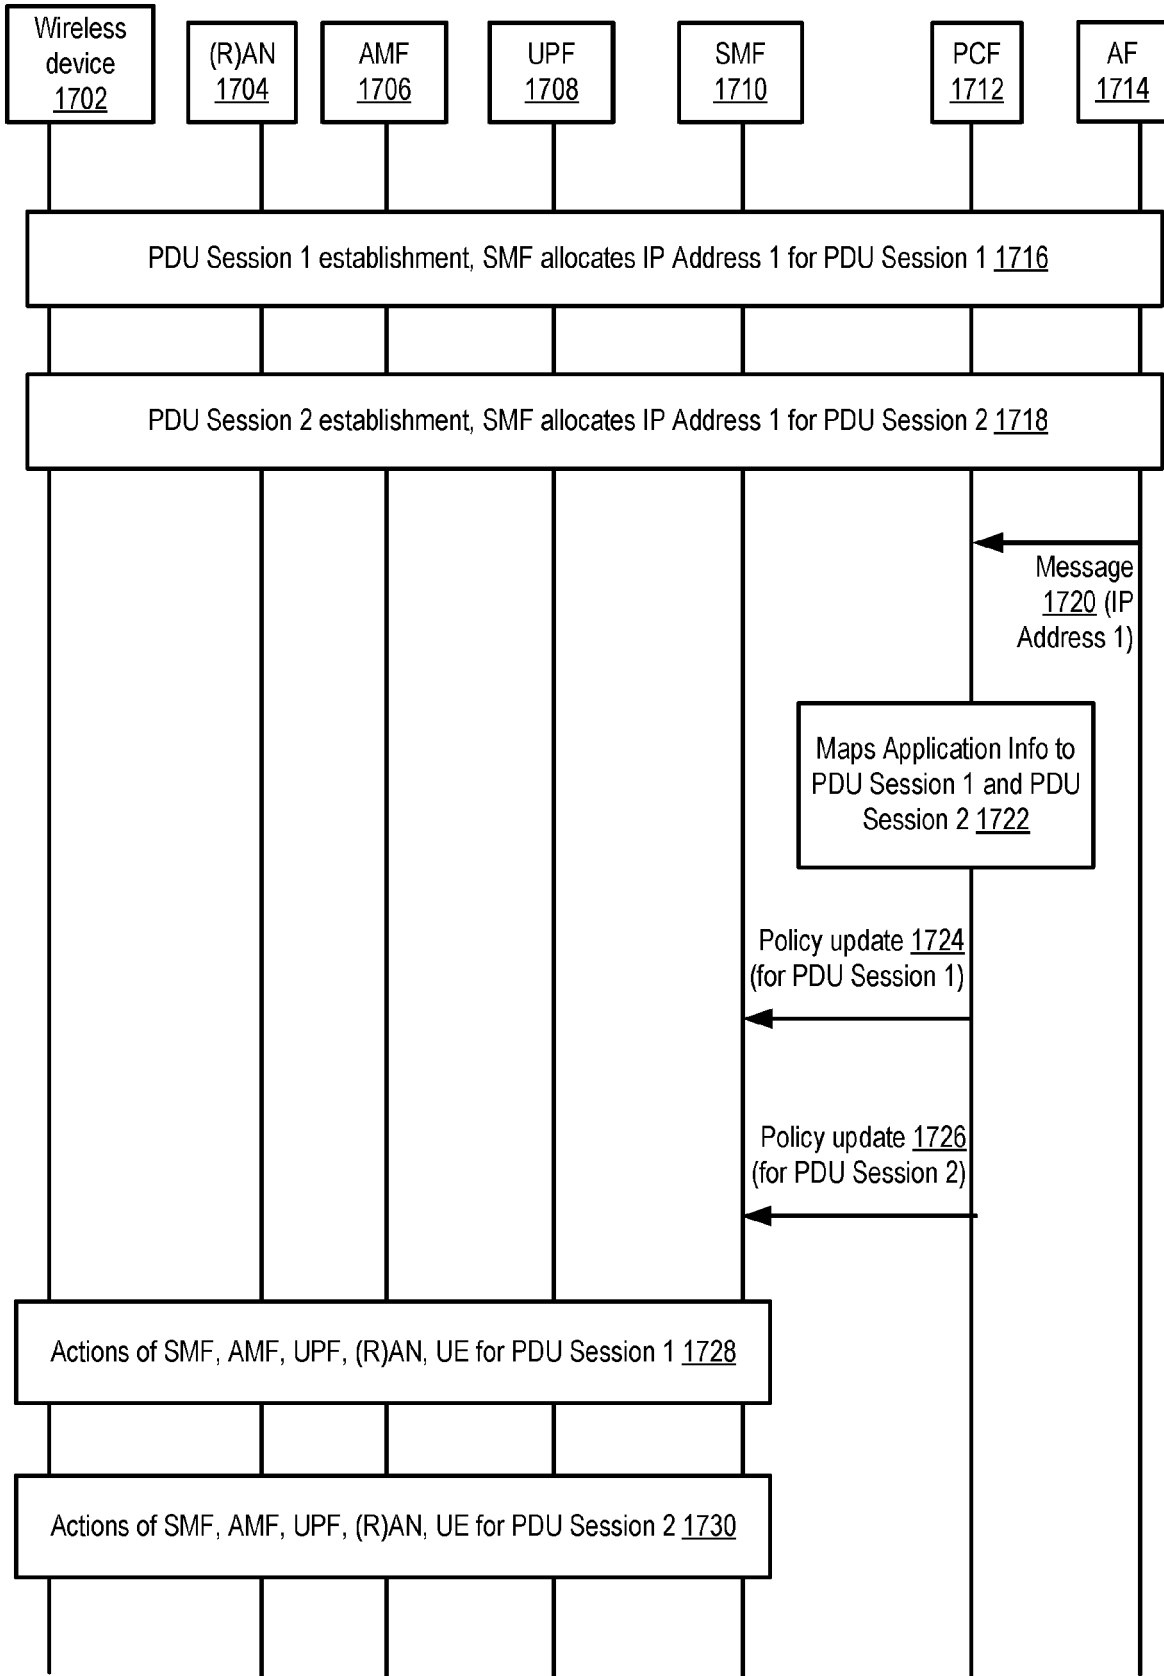 Wireless
device
1702
(R)AN
1704
AMF
1706
UPF
1708
SMF
1710
PCF
1712
AF
1714
PDU Session 1 establishment, SMF allocates IP Address 1 for PDU Session 1 1716
PDU Session 2 establishment, SMF allocates IP Address 1 for PDU Session 2 1718
Message
1720 (IP
Address 1)
Maps Application Info to
PDU Session 1 and PDU
Session 2 1722
Policy update 1724
(for PDU Session 1)
Policy update 1726
(for PDU Session 2)
Actions of SMF, AMF, UPF, (R)AN, UE for PDU Session 1 1728
Actions of SMF, AMF, UPF, (R)AN, UE for PDU Session 2 1730